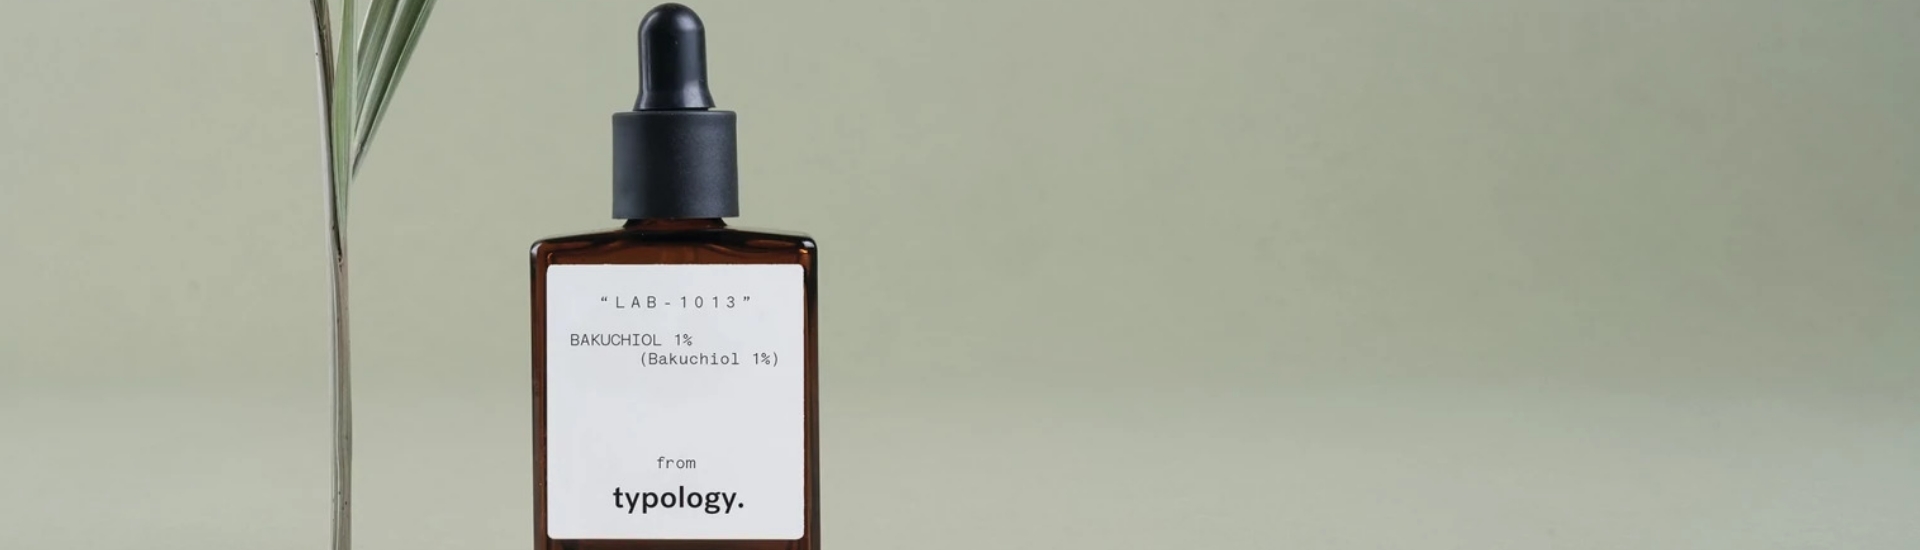 “LAB-1013”
BAKUCHIOL 1%
(Bakuchiol 1%)
from
typology.